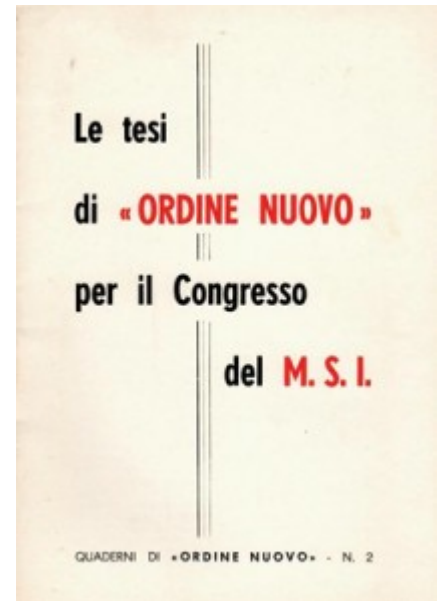 Le tesi
di «ORDINE NUOVO»
per il Congresso
del M. S. I.
QUADERNI DI «ORDINE NUOVO» - N. 2